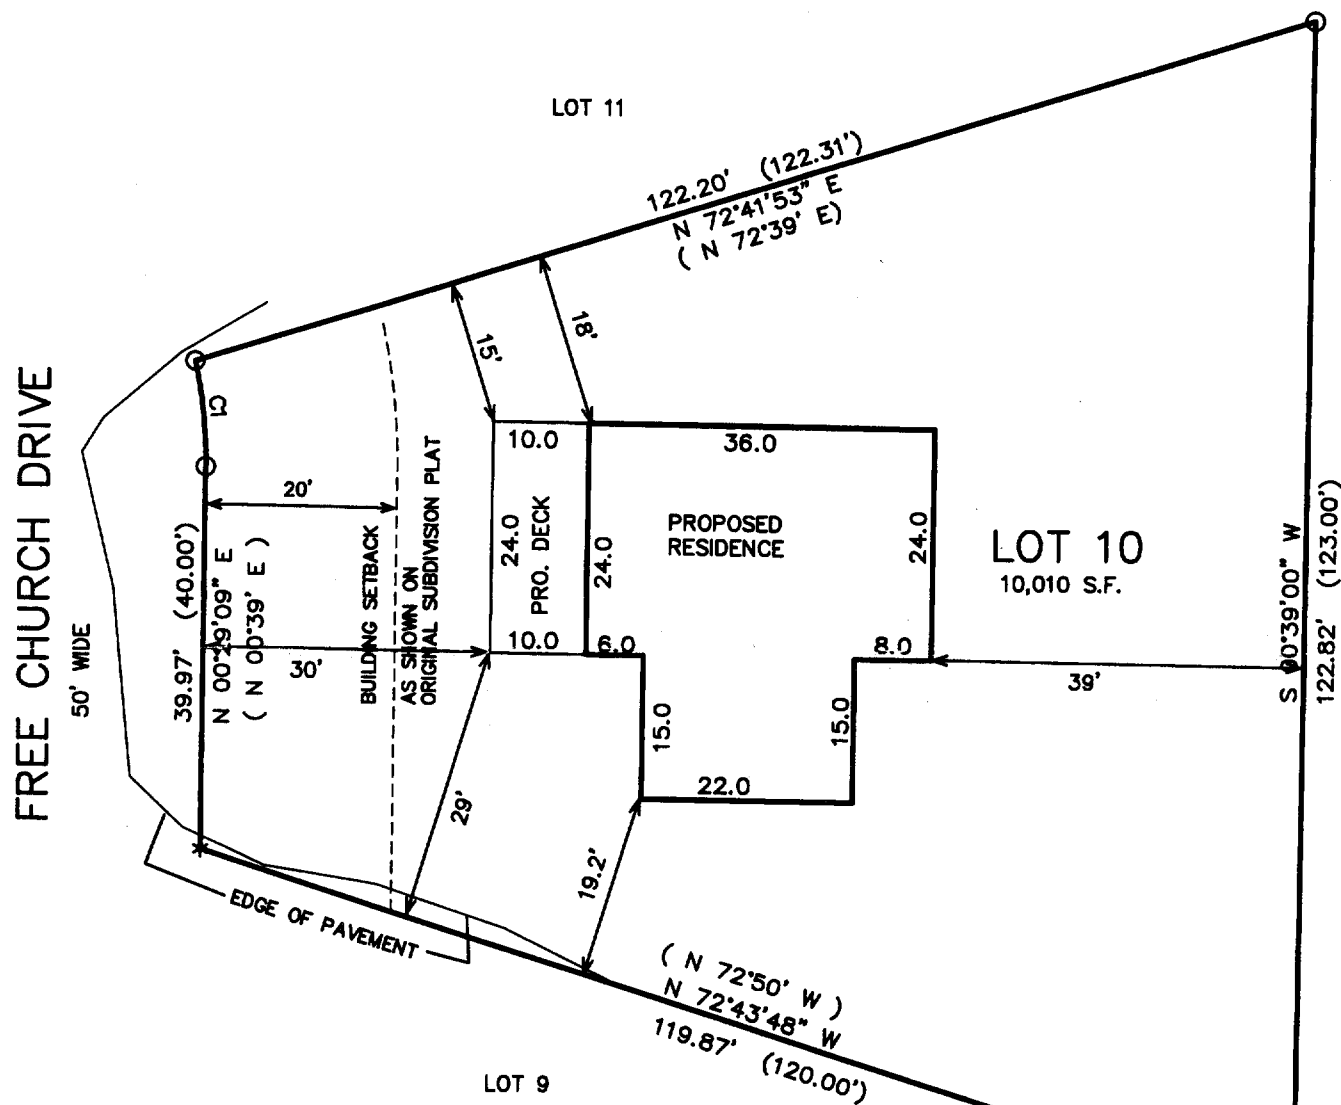 LOT 11
122.20' (122.31')
N 72°41'53" E
( N 72°39' E)
15'
18'
FREE CHURCH DRIVE
50' WIDE
C1
39.97' (40.00')
N 00°29'09" E
( N 00°39' E )
20'
30'
BUILDING SETBACK
AS SHOWN ON
ORIGINAL SUBDIVISION PLAT
10.0
24.0
PRO. DECK
10.0
36.0
24.0
PROPOSED
RESIDENCE
24.0
6.0
8.0
15.0
15.0
22.0
LOT 10
10,010 S.F.
39'
S 00°39'00" W
122.82' (123.00')
29'
19.2'
EDGE OF PAVEMENT
( N 72°50' W )
N 72°43'48" W
119.87' (120.00')
LOT 9